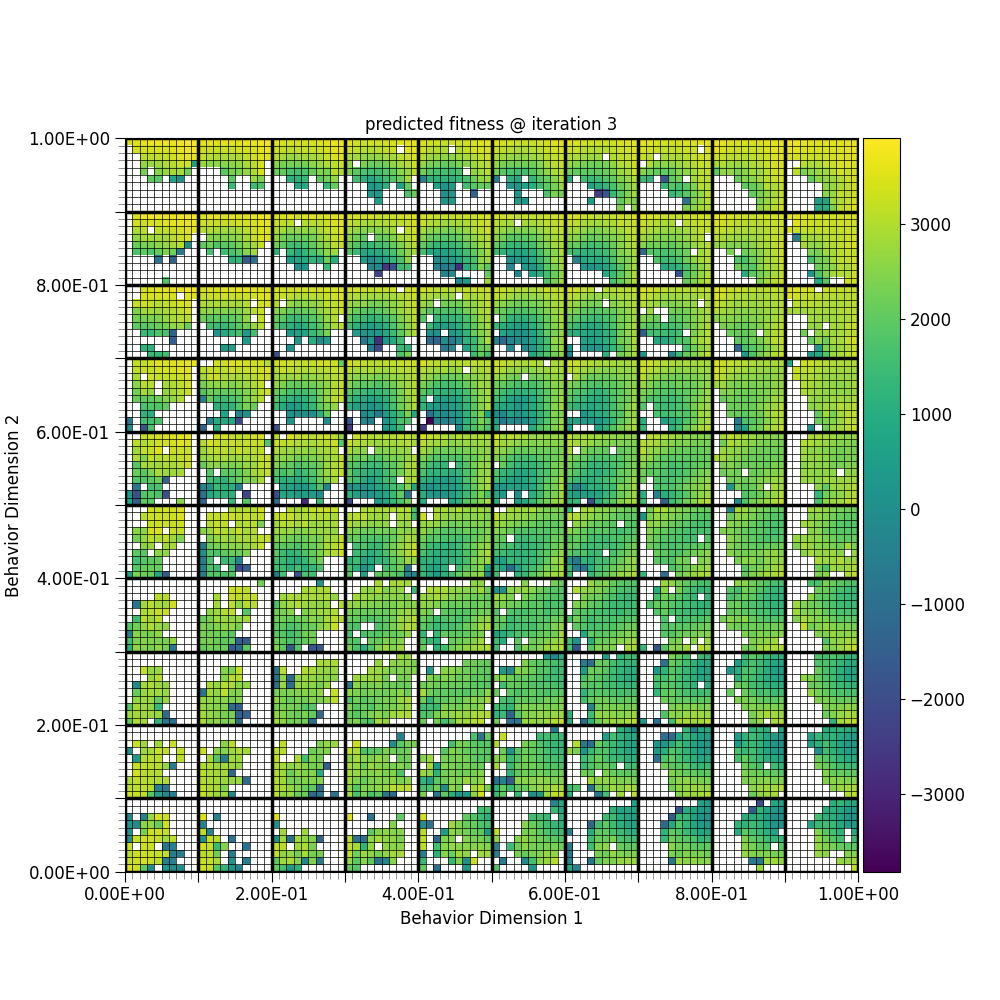 predicted fitness @ iteration 3
1.00E+00
8.00E-01
6.00E-01
4.00E-01
2.00E-01
0.00E+00
Behavior Dimension 2
0.00E+00 2.00E-01 4.00E-01 6.00E-01 8.00E-01 1.00E+00
Behavior Dimension 1
3000
2000
1000
0
−1000
−2000
−3000